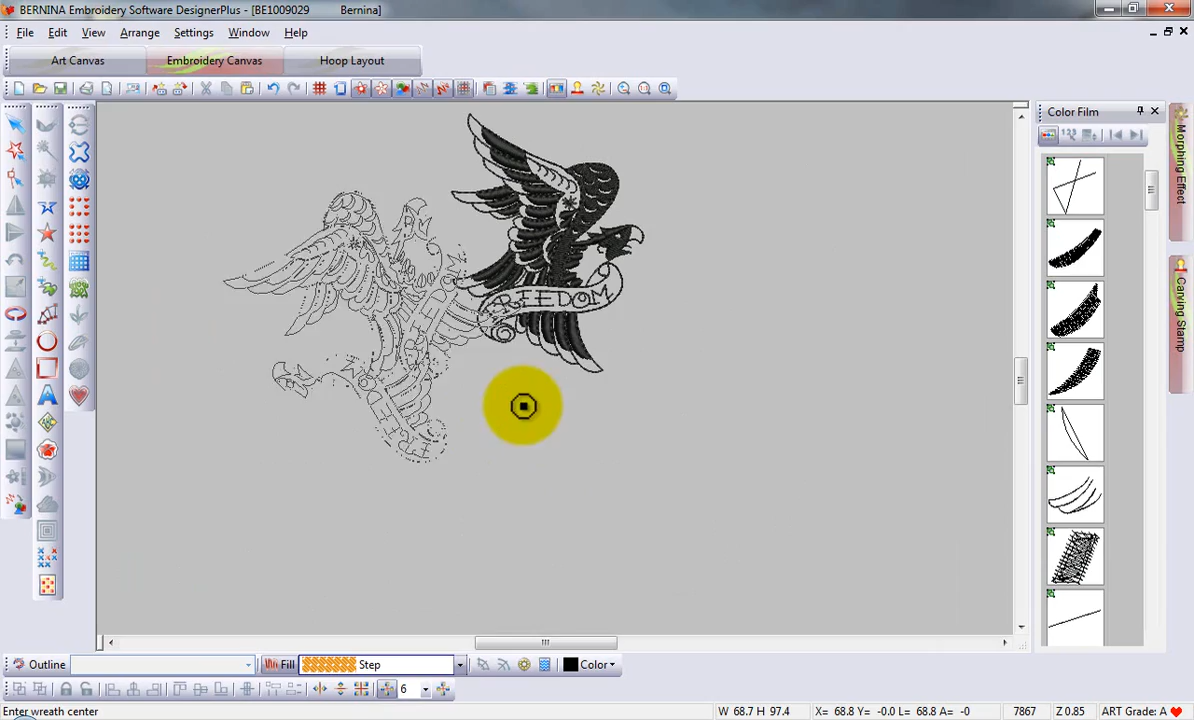 BERNINA Embroidery Software DesignerPlus - [BE1009029 Bernina]
File Edit View Arrange Settings Window Help
Art Canvas Embroidery Canvas Hoop Layout
Color Film
Morphing Effect
Carving Stamp
FREEDOM
Outline Fill Step Color
6
Enter wreath center W 68.7 H 97.4 X= 68.8 Y= -0.0 L= 68.8 A= -0 7867 Z 0.85 ART Grade: A